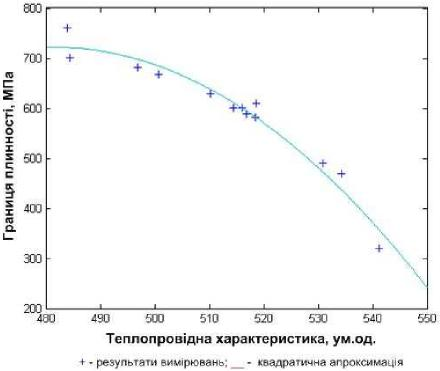 800
700
600
500
400
300
200
Границя плинності, МПа
480 490 500 510 520 530 540 550
Теплопровідна характеристика, ум.од.
+ - результати вимірювань; __ - квадратична апроксимація